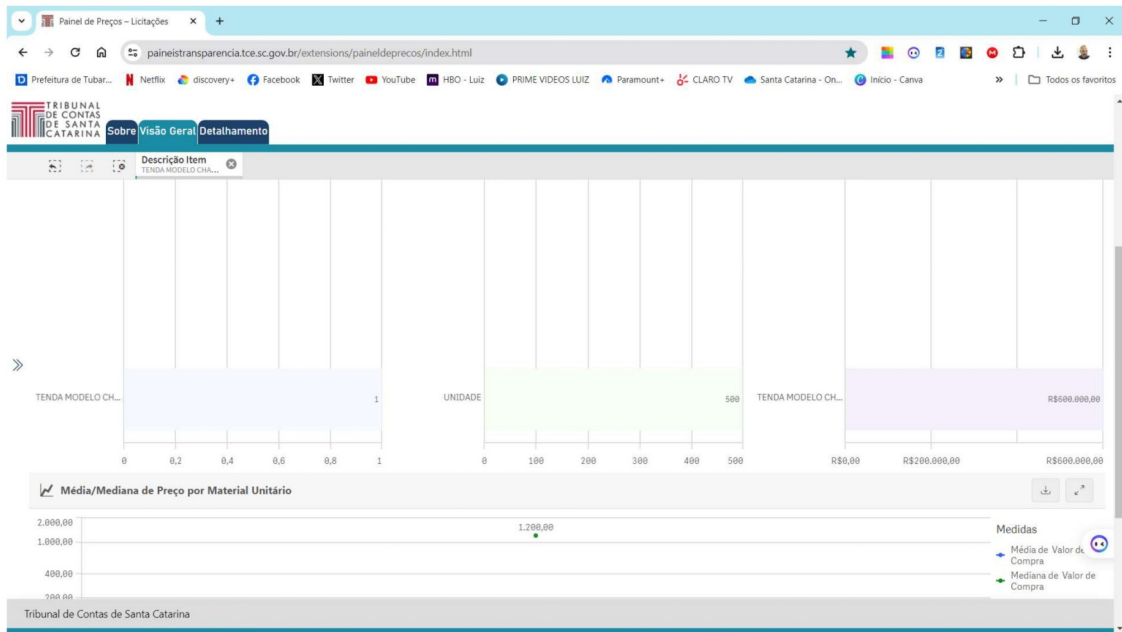 Painel de Preços – Licitações
paineistransparencia.tce.sc.gov.br/extensions/paineldeprecos/index.html
Prefeitura de Tubar... Netflix discovery+ Facebook Twitter YouTube HBO - Luiz PRIME VIDEOS LUIZ Paramount+ CLARO TV Santa Catarina - On... Início - Canva » Todos os favoritos
TRIBUNAL
DE CONTAS
DE SANTA
CATARINA
Sobre Visão Geral Detalhamento
Descrição Item
TENDA MODELO CHA...
TENDA MODELO CH... 1 UNIDADE 500 TENDA MODELO CH... R$600.000,00
0 0,2 0,4 0,6 0,8 1 0 100 200 300 400 500 R$0,00 R$200.000,00 R$600.000,00
Média/Mediana de Preço por Material Unitário
2.000,00 1.200,00 Medidas
1.000,00
Média de Valor de
Compra
400,00
Mediana de Valor de
Compra
200,00
Tribunal de Contas de Santa Catarina